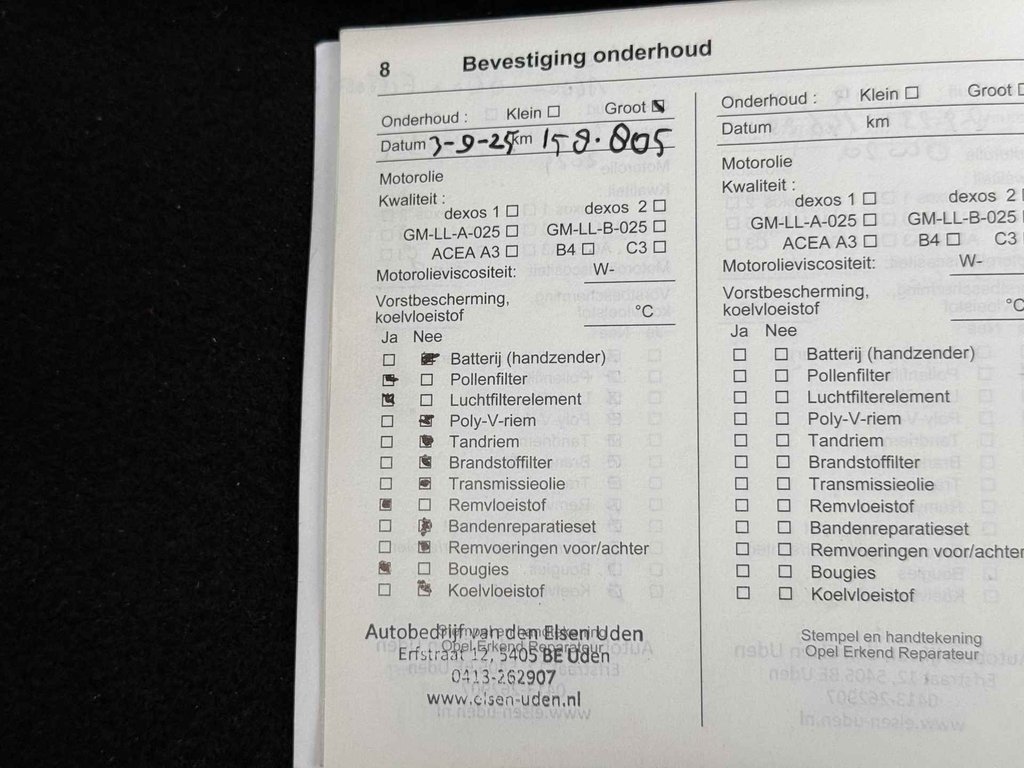 8 Bevestiging onderhoud
Onderhoud : Klein ☐ Groot ☒
Datum 3-9-25 km 159.805
Motorolie
Kwaliteit :
dexos 1 ☐ dexos 2 ☐
GM-LL-A-025 ☐ GM-LL-B-025 ☐
ACEA A3 ☐ B4 ☐ C3 ☐
Motorolieviscositeit: W-
Vorstbescherming,
koelvloeistof °C
Ja Nee
☐ ☒ Batterij (handzender)
☒ ☐ Pollenfilter
☒ ☐ Luchtfilterelement
☐ ☒ Poly-V-riem
☐ ☒ Tandriem
☐ ☒ Brandstoffilter
☐ ☒ Transmissieolie
☒ ☐ Remvloeistof
☐ ☒ Bandenreparatieset
☐ ☒ Remvoeringen voor/achter
☒ ☐ Bougies
☐ ☒ Koelvloeistof
Stempel en handtekening
Opel Erkend Reparateur
Autobedrijf van den Elsen Uden
Erfstraat 12, 5405 BE Uden
0413-262907
www.elsen-uden.nl
Onderhoud : Klein ☐ Groot ☐
Datum km
Motorolie
Kwaliteit :
dexos 1 ☐ dexos 2 ☐
GM-LL-A-025 ☐ GM-LL-B-025 ☐
ACEA A3 ☐ B4 ☐ C3
Motorolieviscositeit: W-
Vorstbescherming,
koelvloeistof °C
Ja Nee
☐ ☐ Batterij (handzender)
☐ ☐ Pollenfilter
☐ ☐ Luchtfilterelement
☐ ☐ Poly-V-riem
☐ ☐ Tandriem
☐ ☐ Brandstoffilter
☐ ☐ Transmissieolie
☐ ☐ Remvloeistof
☐ ☐ Bandenreparatieset
☐ ☐ Remvoeringen voor/achter
☐ ☐ Bougies
☐ ☐ Koelvloeistof
Stempel en handtekening
Opel Erkend Reparateur